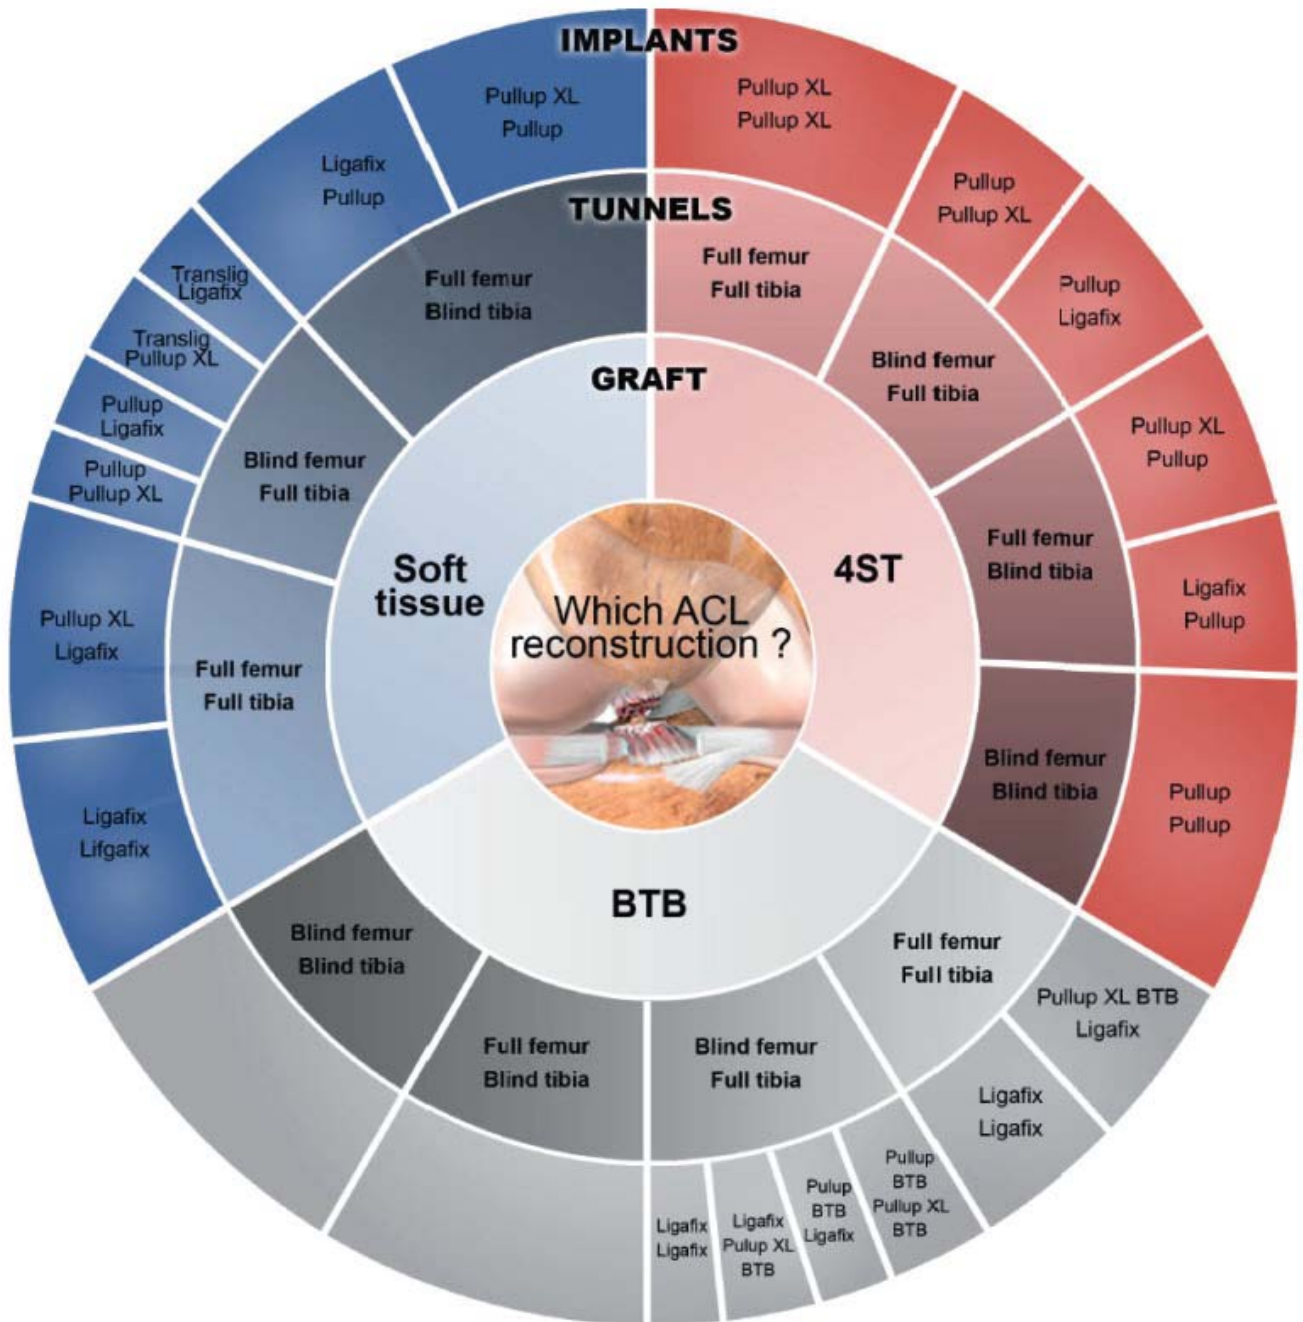 IMPLANTS
Pullup XL
Pullup XL
Pullup
Pullup XL
Pullup
Ligafix
Pullup XL
Pullup
Ligafix
Pullup
Pullup
Pullup
Pullup XL BTB
Ligafix
Ligafix
Ligafix
Pullup
BTB
Pullup XL
BTB
Pulup
BTB
Ligafix
Ligafix
Pulup XL
BTB
Ligafix
Ligafix
Ligafix
Lifgafix
Pullup XL
Ligafix
Pullup
Pullup XL
Pullup
Ligafix
Translig
Pullup XL
Translig
Ligafix
Ligafix
Pullup
Pullup XL
Pullup
TUNNELS
Full femur
Full tibia
Blind femur
Full tibia
Full femur
Blind tibia
Blind femur
Blind tibia
Full femur
Full tibia
Blind femur
Full tibia
Full femur
Blind tibia
Blind femur
Blind tibia
Full femur
Full tibia
Blind femur
Full tibia
Full femur
Blind tibia
GRAFT
4ST
BTB
Soft
tissue
Which ACL
reconstruction ?